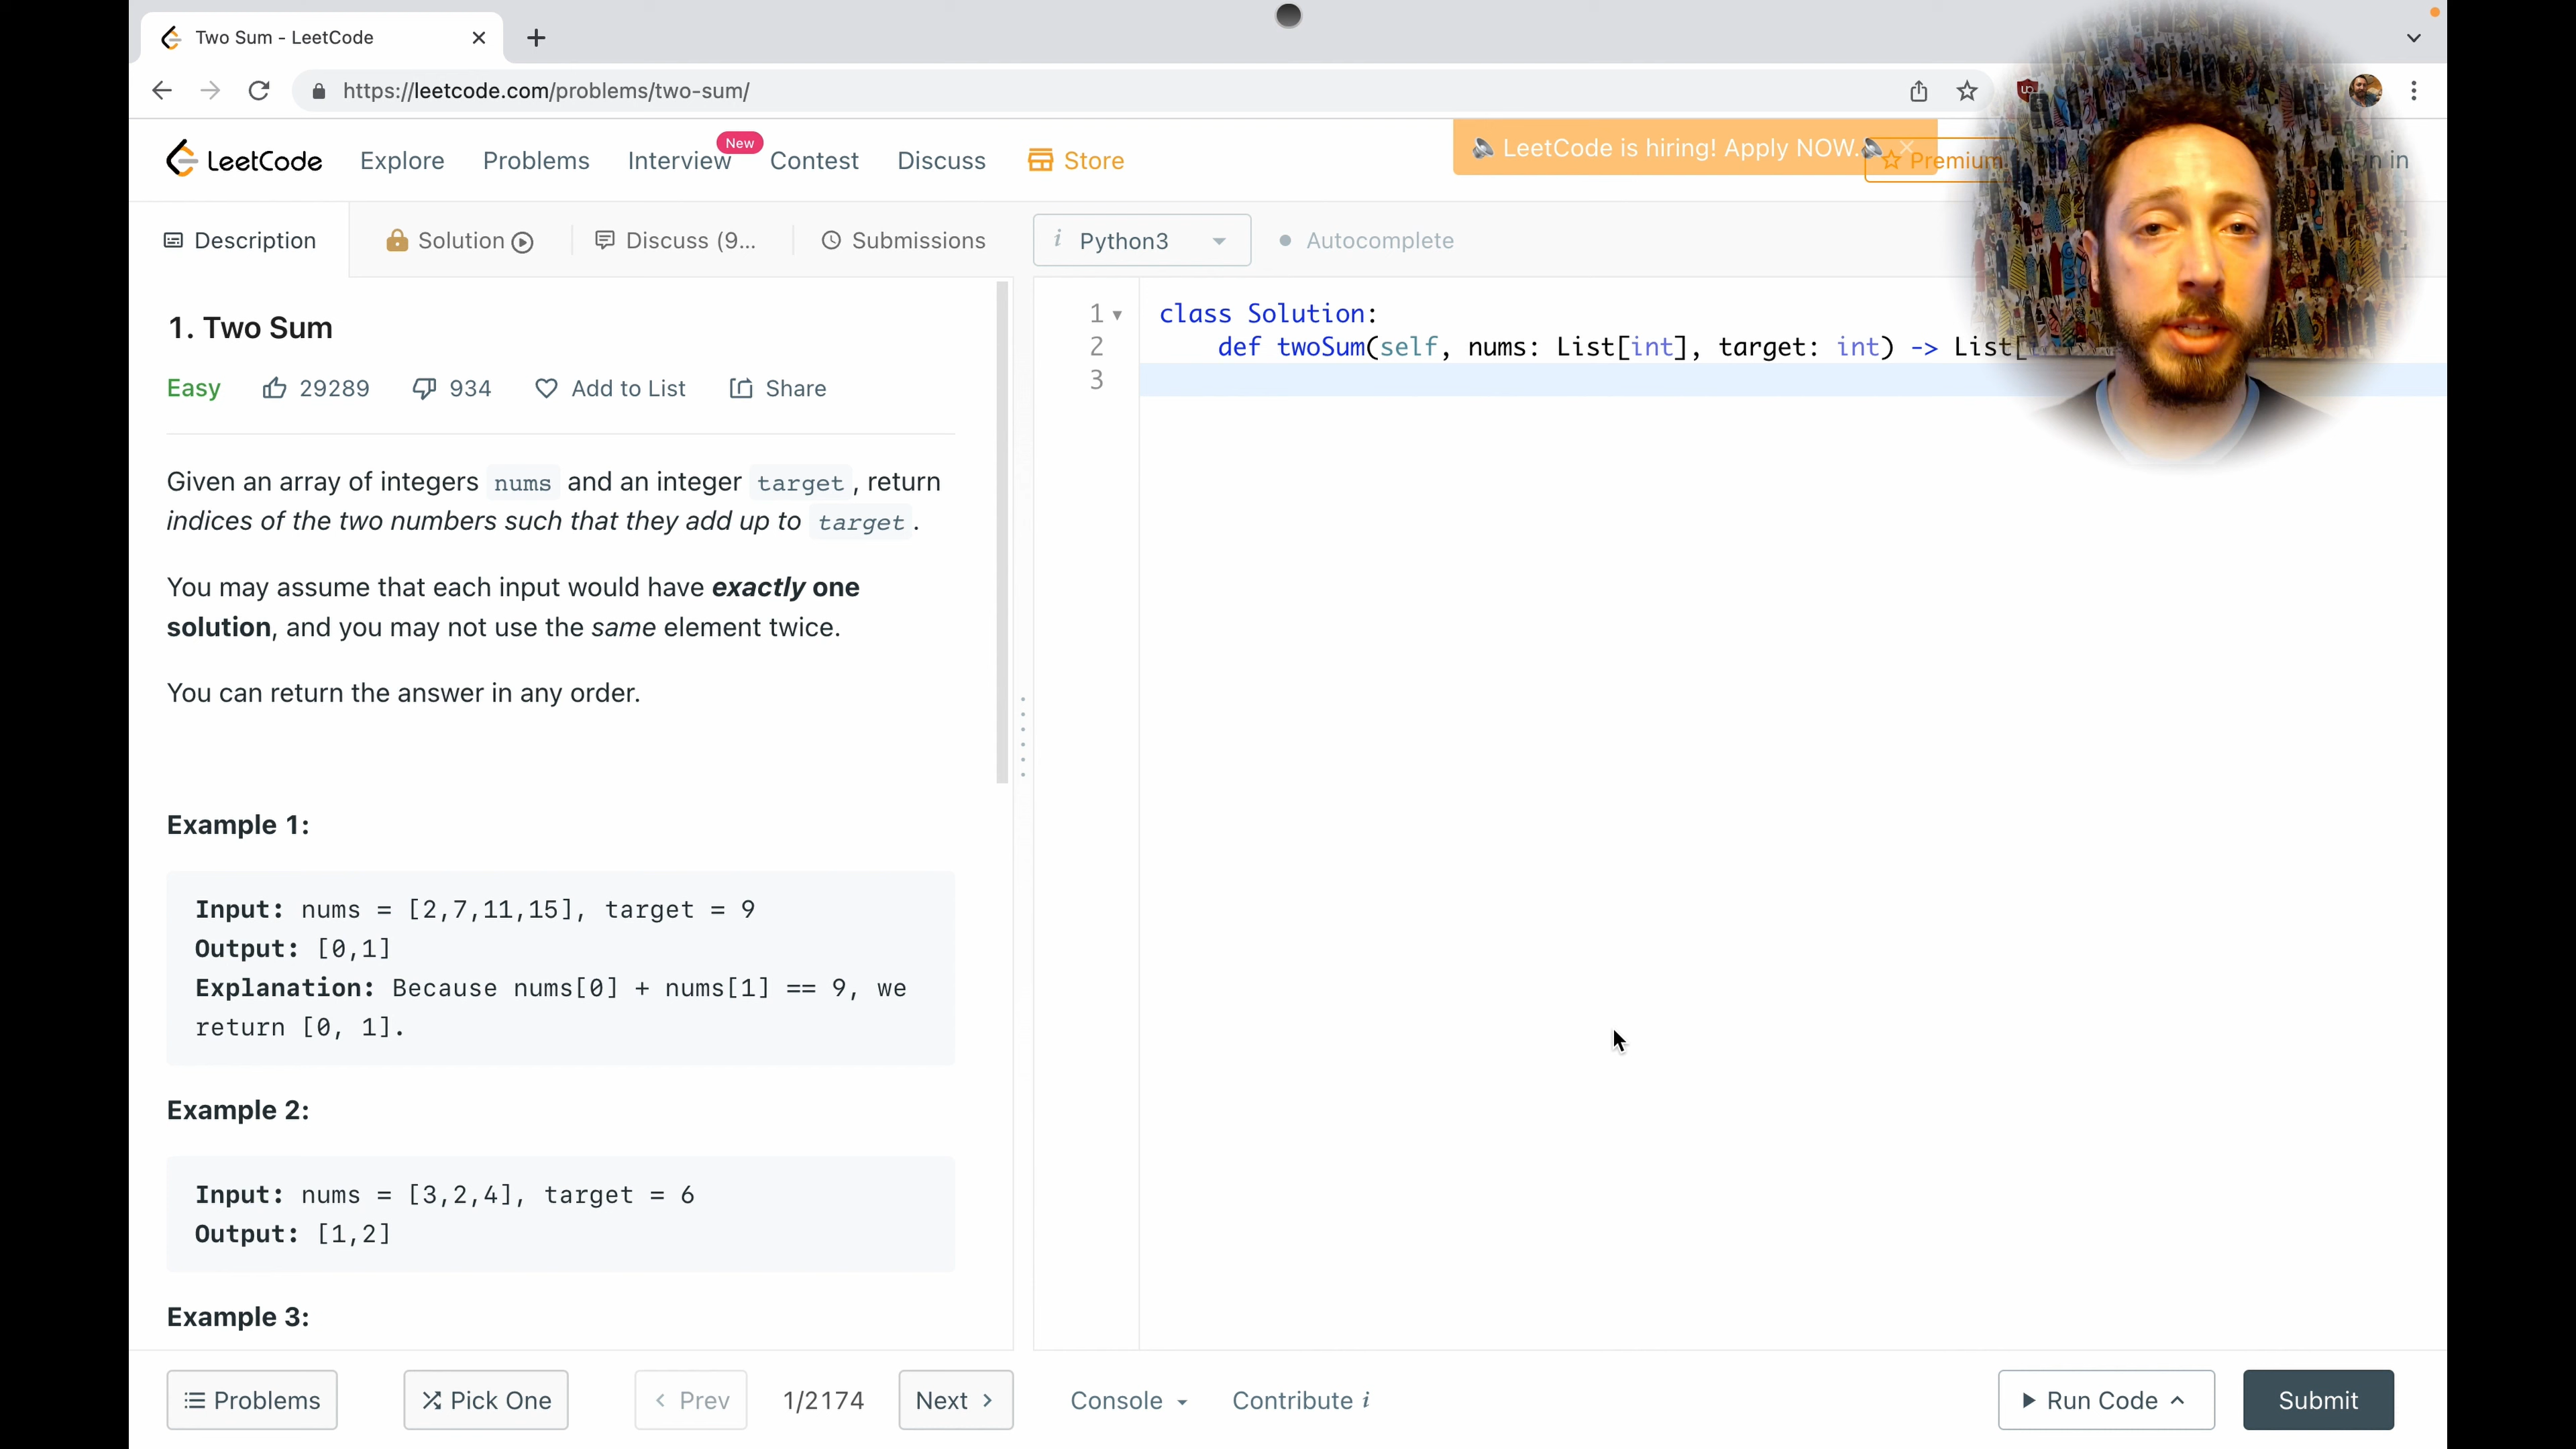 Two Sum - LeetCode
https://leetcode.com/problems/two-sum/
LeetCode Explore Problems Interview New Contest Discuss Store
LeetCode is hiring! Apply NOW.
Premium
in
Description Solution Discuss (9... Submissions
i Python3 Autocomplete
1. Two Sum
Easy 29289 934 Add to List Share
Given an array of integers nums and an integer target, return
indices of the two numbers such that they add up to target.
You may assume that each input would have exactly one
solution, and you may not use the same element twice.
You can return the answer in any order.
Example 1:
Input: nums = [2,7,11,15], target = 9
Output: [0,1]
Explanation: Because nums[0] + nums[1] == 9, we
return [0, 1].
Example 2:
Input: nums = [3,2,4], target = 6
Output: [1,2]
Example 3:
1 class Solution:
2 def twoSum(self, nums: List[int], target: int) -> List[
3
Problems Pick One Prev 1/2174 Next Console Contribute i Run Code Submit